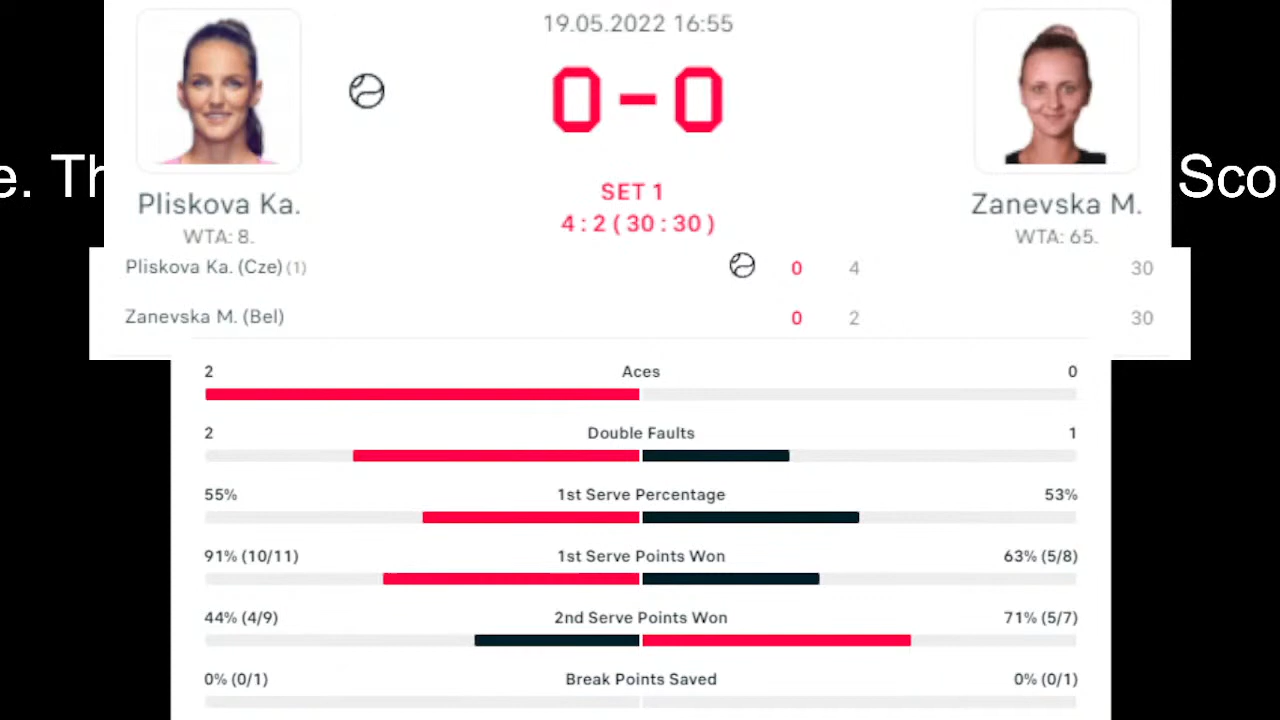 19.05.2022 16:55
0 – 0
e. Th
Sco
SET 1
4 : 2 ( 30 : 30 )
Pliskova Ka.
WTA: 8.
Zanevska M.
WTA: 65.
Pliskova Ka. (Cze) (1) 0 4 30
Zanevska M. (Bel) 0 2 30
2 Aces 0
2 Double Faults 1
55% 1st Serve Percentage 53%
91% (10/11) 1st Serve Points Won 63% (5/8)
44% (4/9) 2nd Serve Points Won 71% (5/7)
0% (0/1) Break Points Saved 0% (0/1)